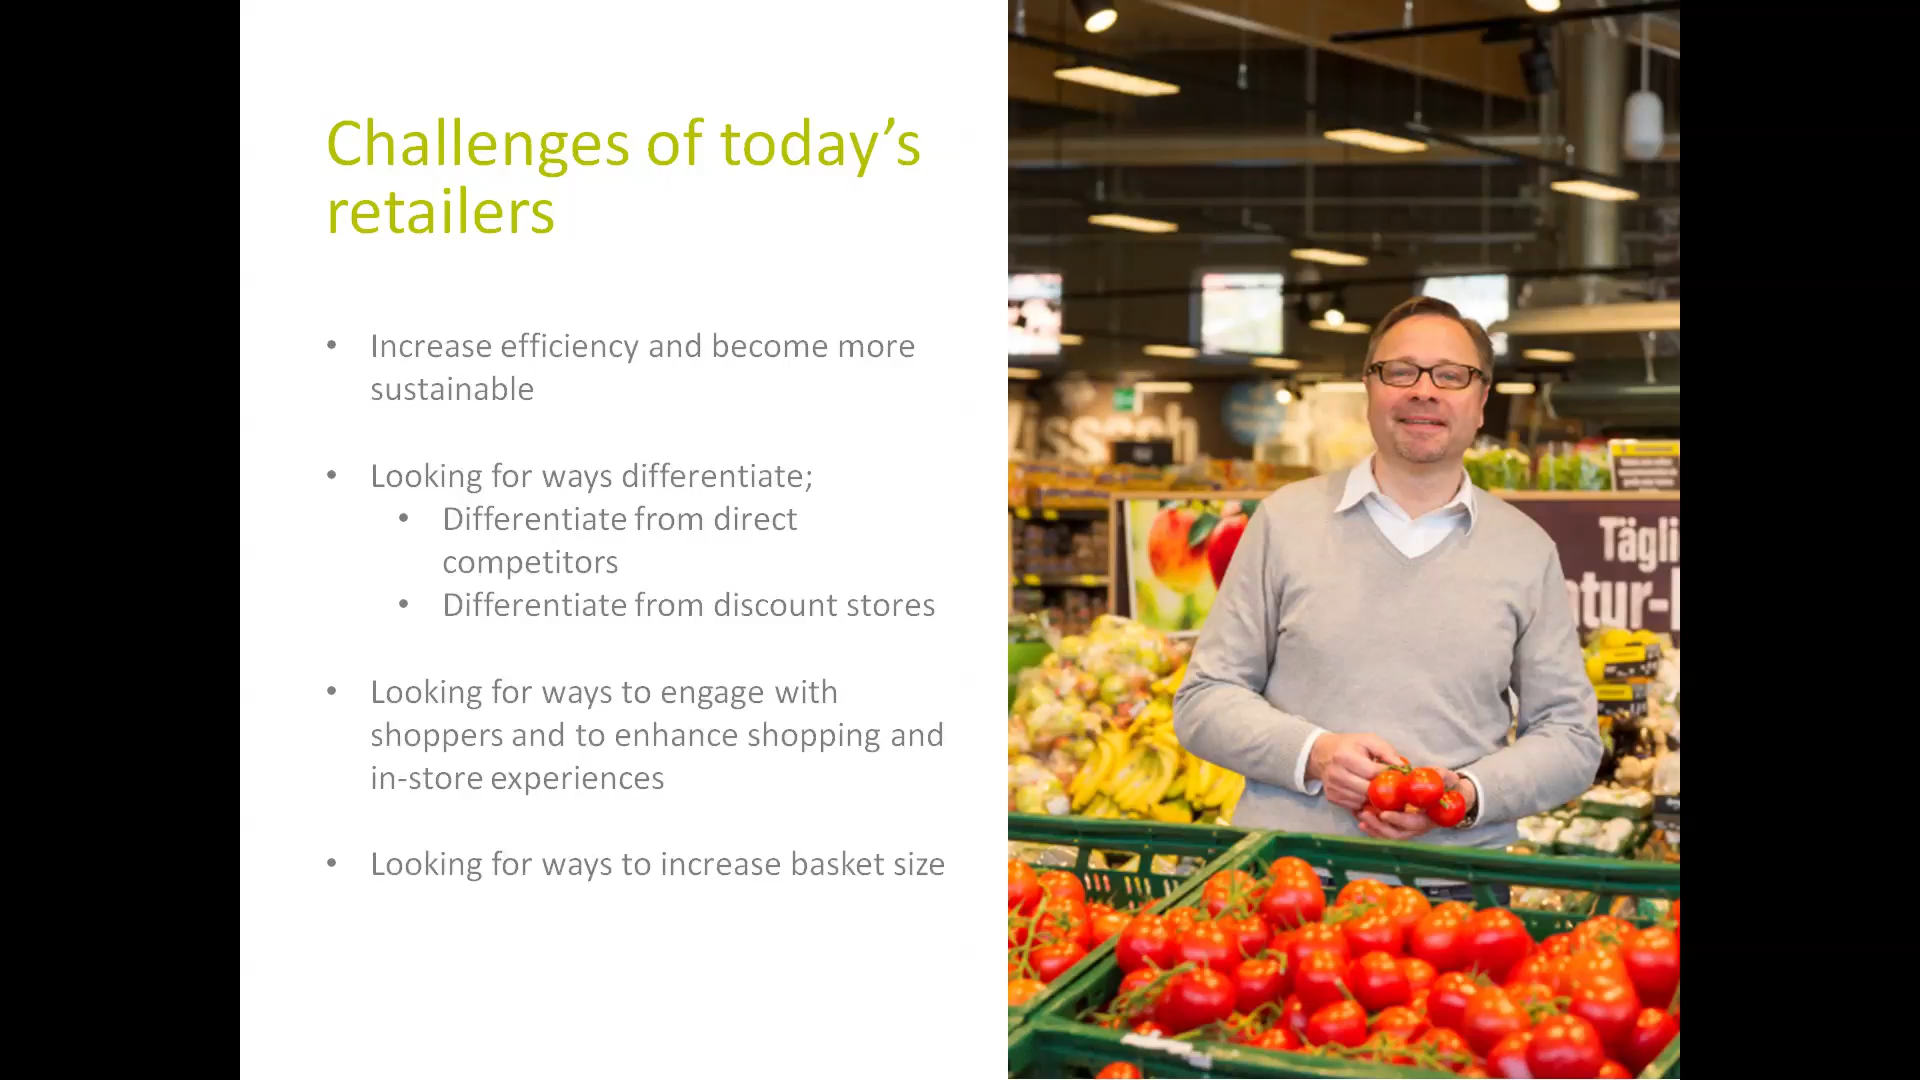 Challenges of today’s
retailers
• Increase efficiency and become more
sustainable
• Looking for ways differentiate;
• Differentiate from direct
competitors
• Differentiate from discount stores
• Looking for ways to engage with
shoppers and to enhance shopping and
in-store experiences
• Looking for ways to increase basket size
Tägli